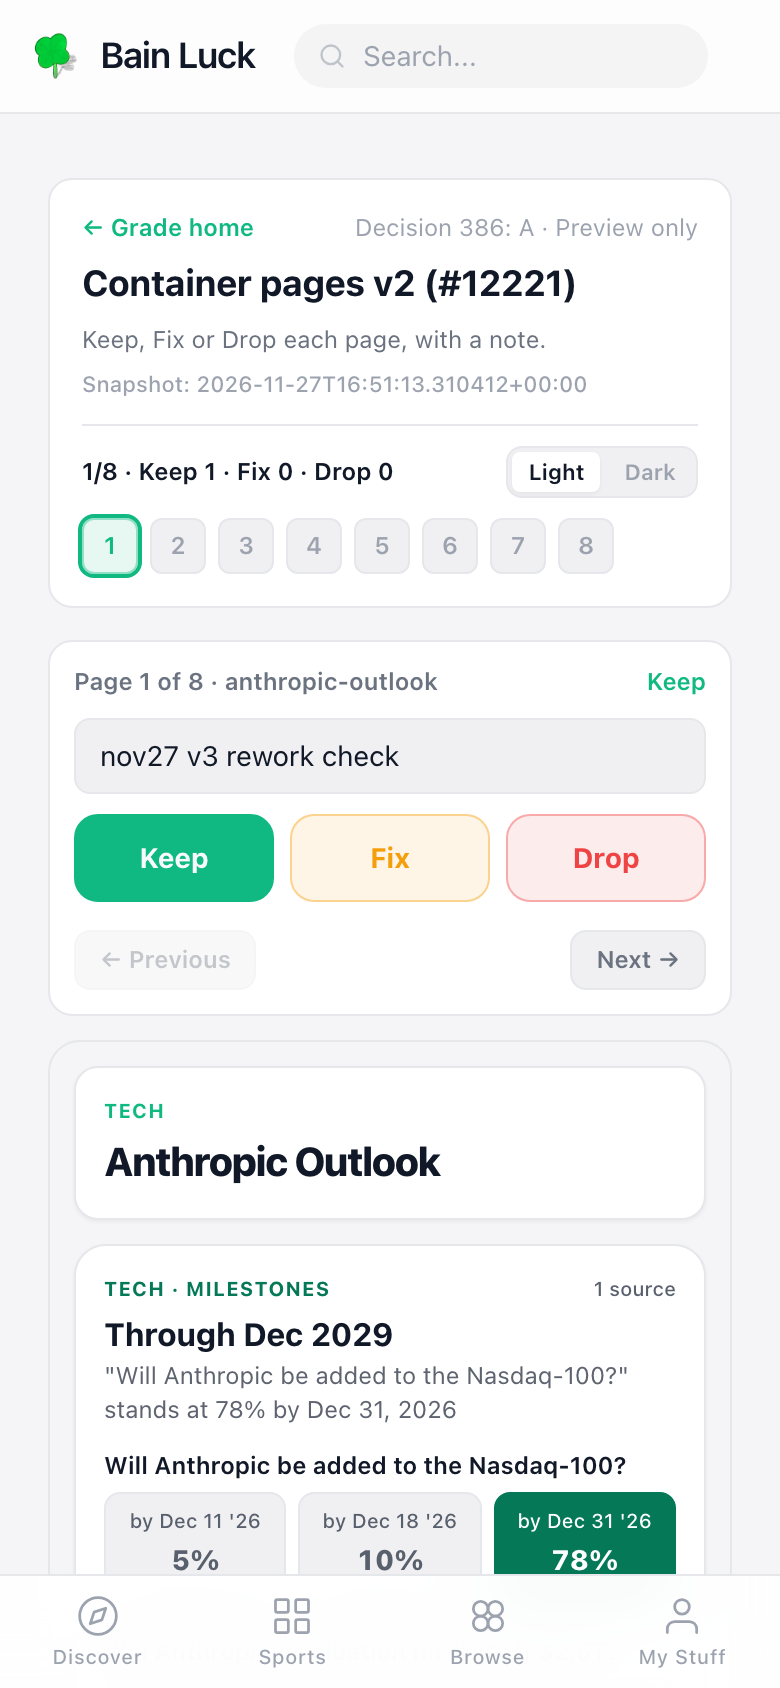 Bain Luck
Search...
← Grade home
Decision 386: A · Preview only
Container pages v2 (#12221)
Keep, Fix or Drop each page, with a note.
Snapshot: 2026-11-27T16:51:13.310412+00:00
1/8 · Keep 1 · Fix 0 · Drop 0
Light
Dark
1
2
3
4
5
6
7
8
Page 1 of 8 · anthropic-outlook
Keep
nov27 v3 rework check
Keep
Fix
Drop
← Previous
Next →
TECH
Anthropic Outlook
TECH · MILESTONES
1 source
Through Dec 2029
"Will Anthropic be added to the Nasdaq-100?"
stands at 78% by Dec 31, 2026
Will Anthropic be added to the Nasdaq-100?
by Dec 11 '26
5%
by Dec 18 '26
10%
by Dec 31 '26
78%
Discover
Sports
Browse
My Stuff